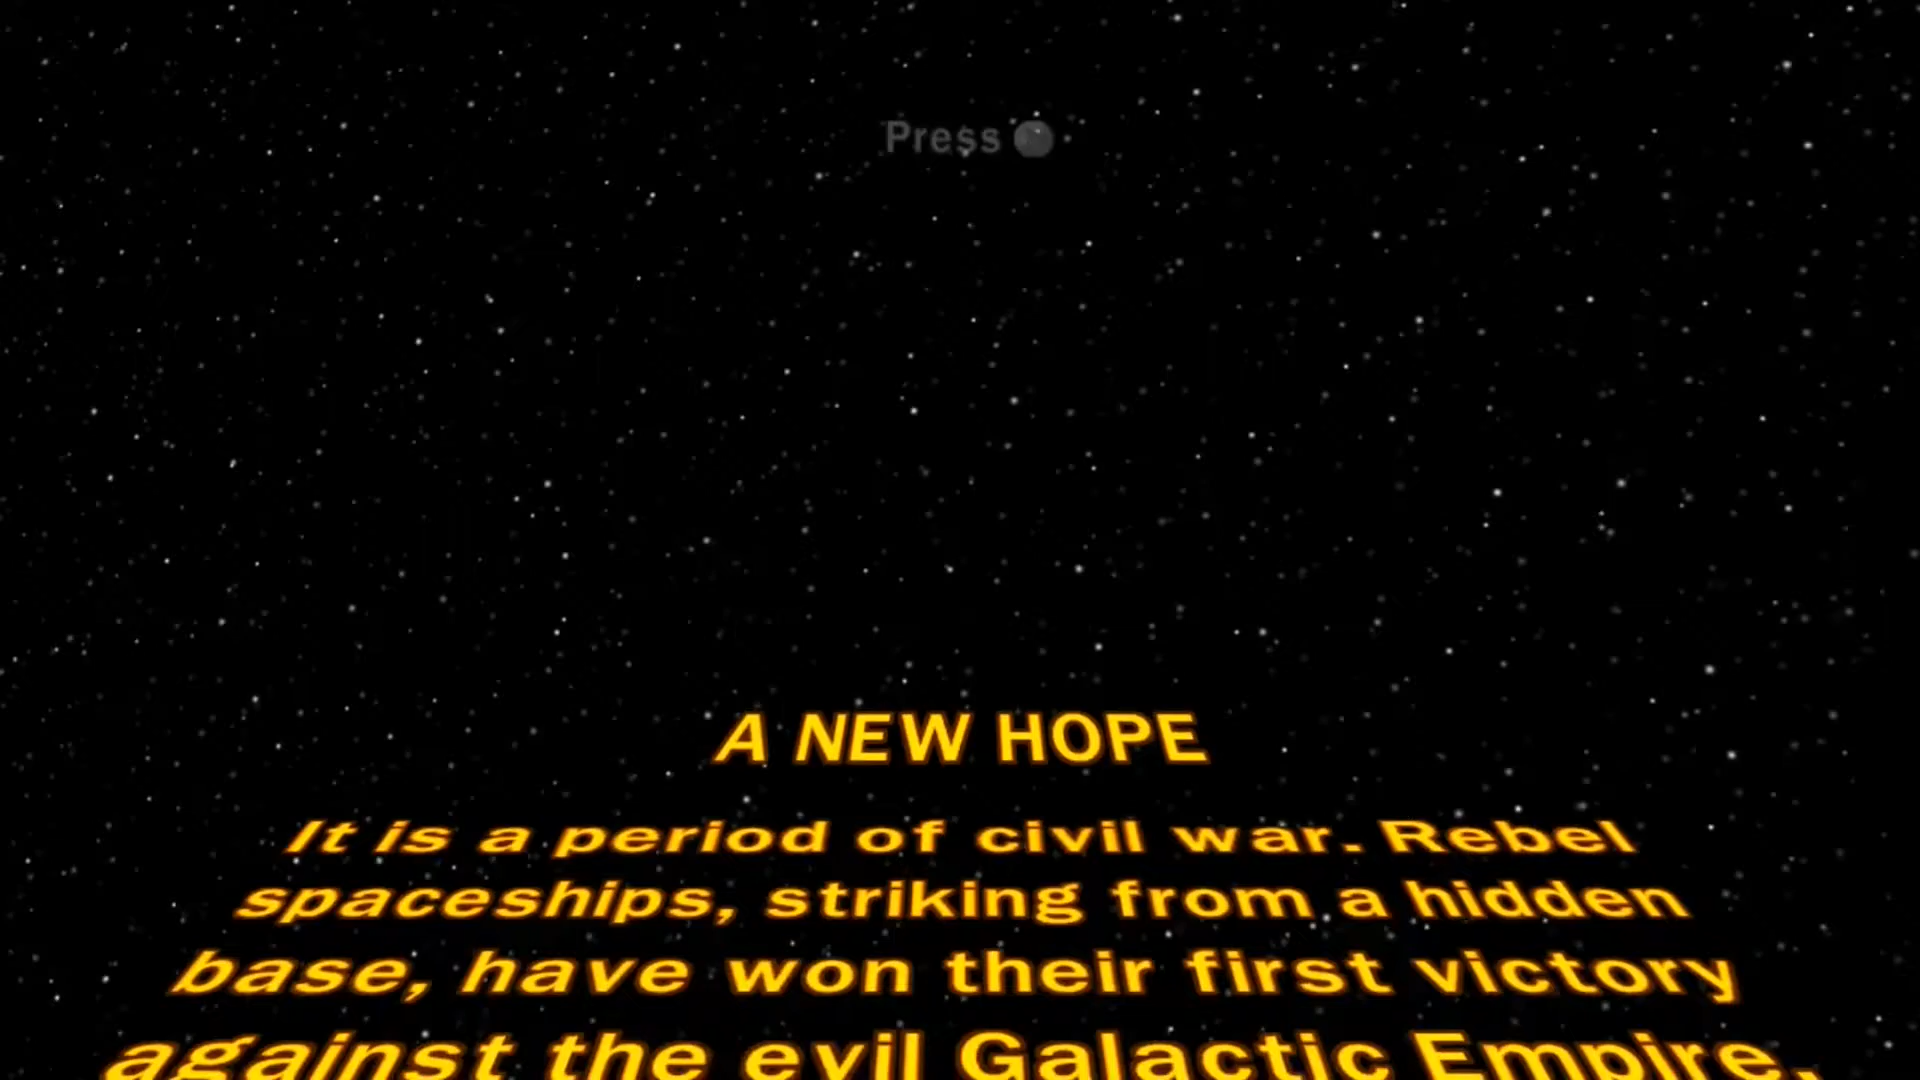 Press
A NEW HOPE
It is a period of civil war. Rebel
spaceships, striking from a hidden
base, have won their first victory
against the evil Galactic Empire.